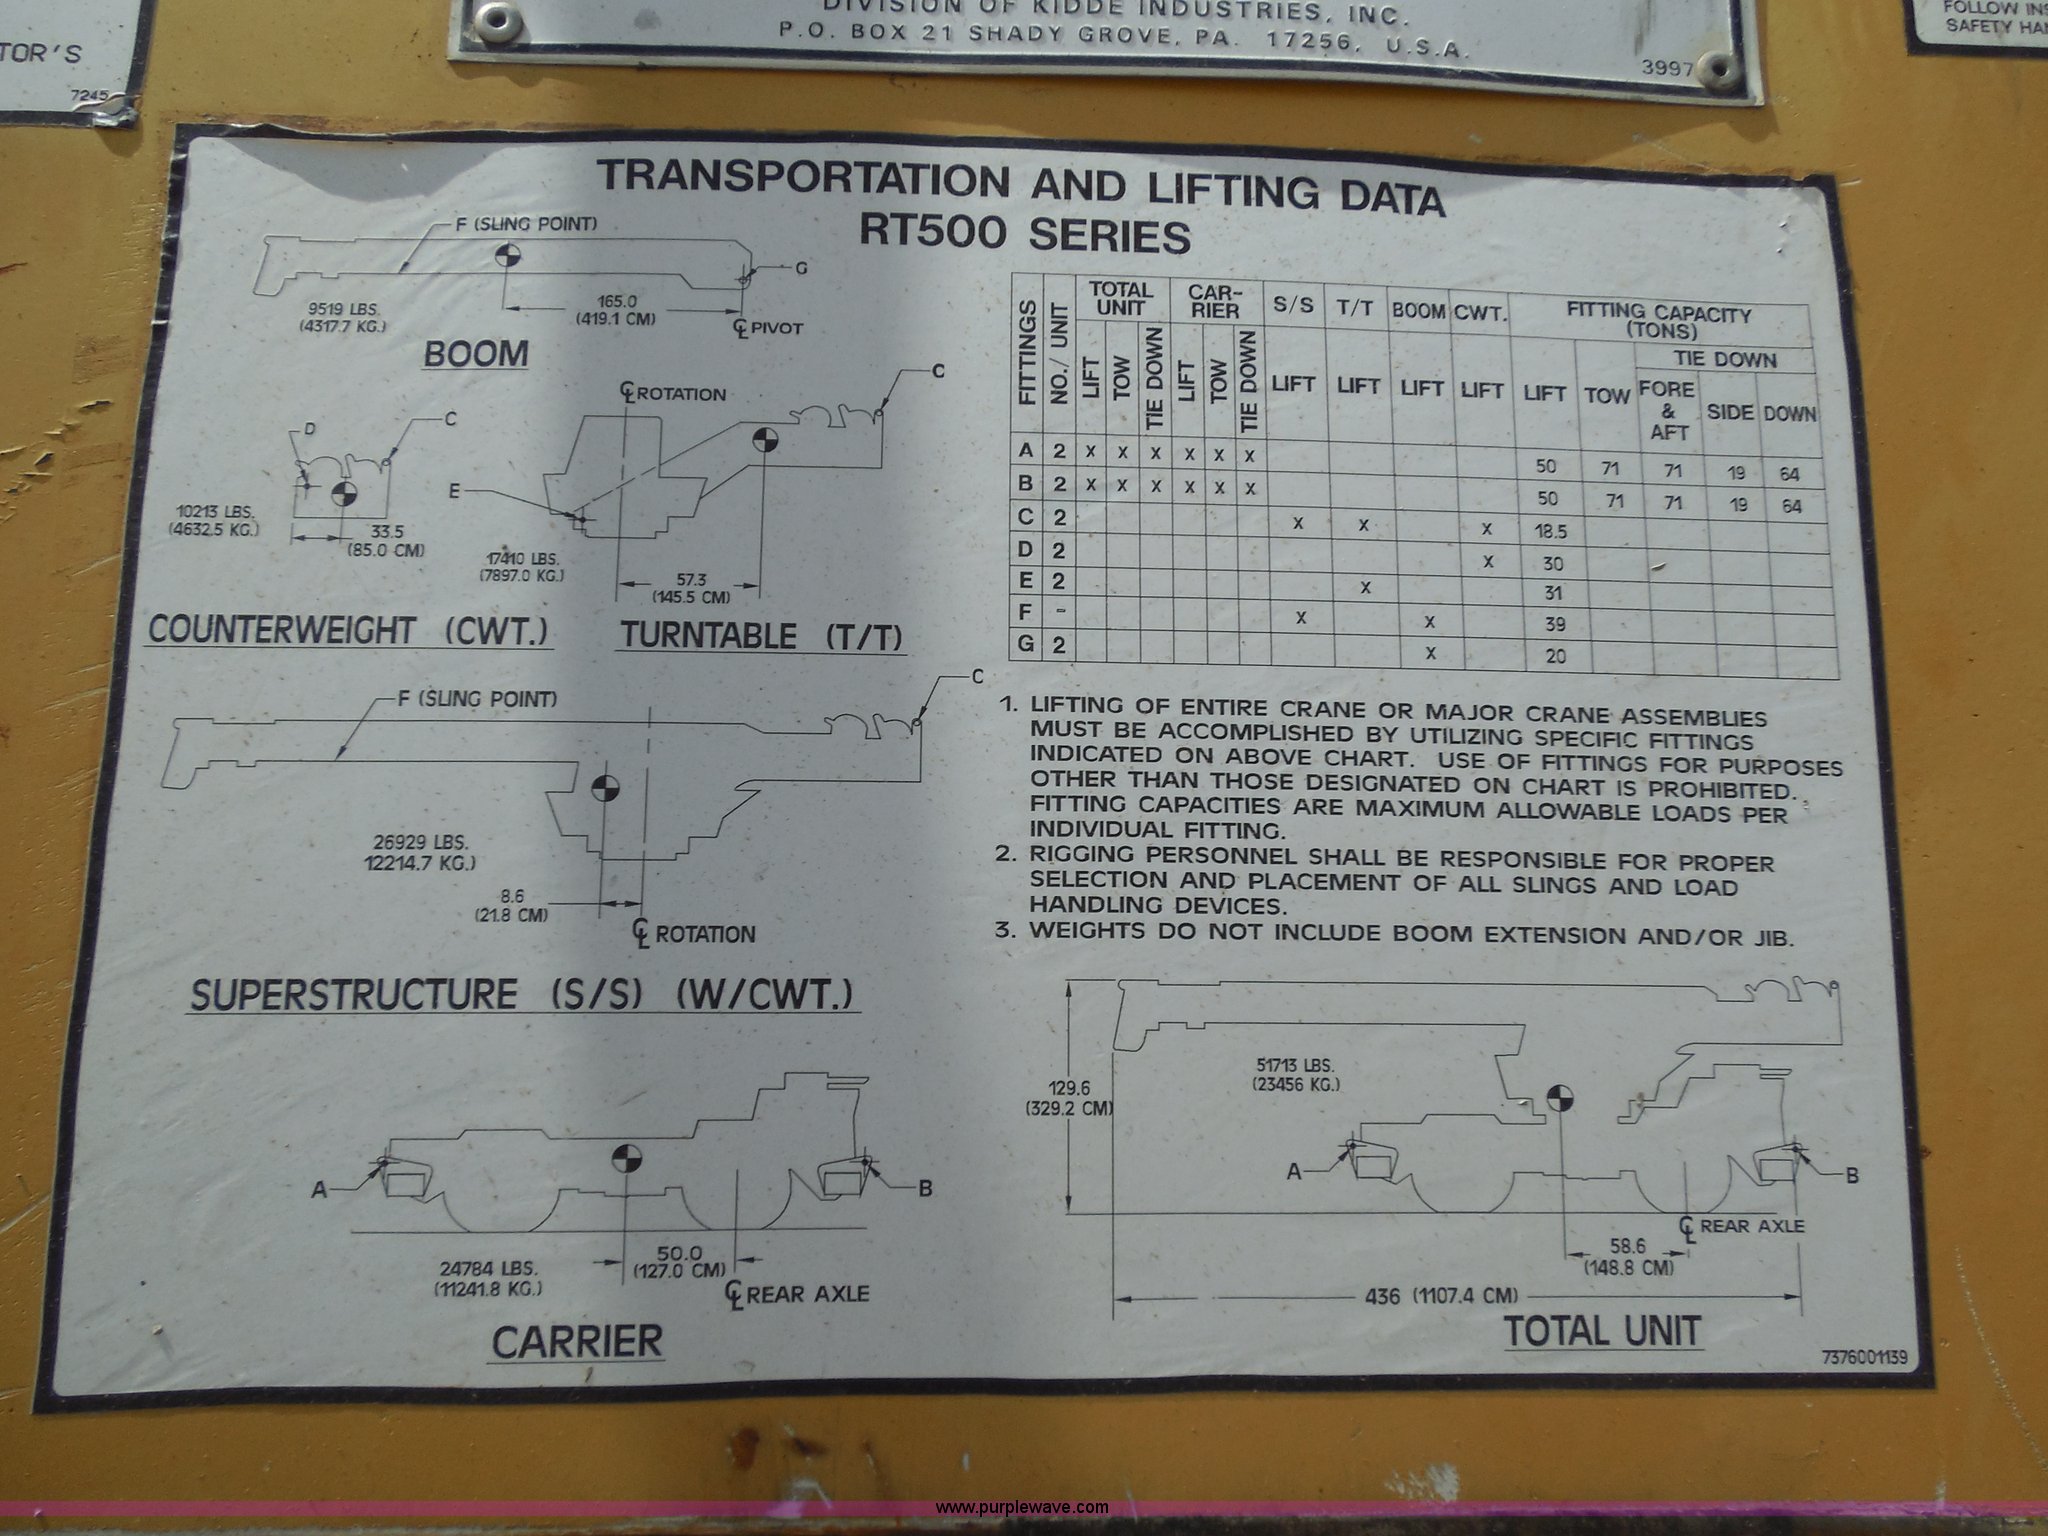 TOR'S
7245
DIVISION OF KIDDE INDUSTRIES, INC.
P.O. BOX 21 SHADY GROVE, PA. 17256, U.S.A.
3997
FOLLOW
SAFETY
TRANSPORTATION AND LIFTING DATA
RT500 SERIES
F (SLING POINT)
G
9519 LBS.
(4317.7 KG.)
165.0
(419.1 CM)
℄ PIVOT
BOOM
D
C
10213 LBS.
(4632.5 KG.)
33.5
(85.0 CM)
COUNTERWEIGHT (CWT.)
℄ ROTATION
C
E
17410 LBS.
(7897.0 KG.)
57.3
(145.5 CM)
TURNTABLE (T/T)
F (SLING POINT)
C
26929 LBS.
12214.7 KG.)
8.6
(21.8 CM)
℄ ROTATION
SUPERSTRUCTURE (S/S) (W/CWT.)
A
B
24784 LBS.
(11241.8 KG.)
50.0
(127.0 CM)
℄ REAR AXLE
CARRIER
FITTINGS NO./ UNIT TOTAL UNIT CAR-RIER S/S T/T BOOM CWT. FITTING CAPACITY (TONS)
LIFT TOW TIE DOWN LIFT TOW TIE DOWN LIFT LIFT LIFT LIFT LIFT TOW TIE DOWN
FORE & AFT SIDE DOWN
A 2 X X X X X X 50 71 71 19 64
B 2 X X X X X X 50 71 71 19 64
C 2 X X X 18.5
D 2 X 30
E 2 X 31
F - X X 39
G 2 X 20
1. LIFTING OF ENTIRE CRANE OR MAJOR CRANE ASSEMBLIES
MUST BE ACCOMPLISHED BY UTILIZING SPECIFIC FITTINGS
INDICATED ON ABOVE CHART. USE OF FITTINGS FOR PURPOSES
OTHER THAN THOSE DESIGNATED ON CHART IS PROHIBITED.
FITTING CAPACITIES ARE MAXIMUM ALLOWABLE LOADS PER
INDIVIDUAL FITTING.
2. RIGGING PERSONNEL SHALL BE RESPONSIBLE FOR PROPER
SELECTION AND PLACEMENT OF ALL SLINGS AND LOAD
HANDLING DEVICES.
3. WEIGHTS DO NOT INCLUDE BOOM EXTENSION AND/OR JIB.
51713 LBS.
(23456 KG.)
129.6
(329.2 CM)
A
B
℄ REAR AXLE
58.6
(148.8 CM)
436 (1107.4 CM)
TOTAL UNIT
7376001139
www.purplewave.com